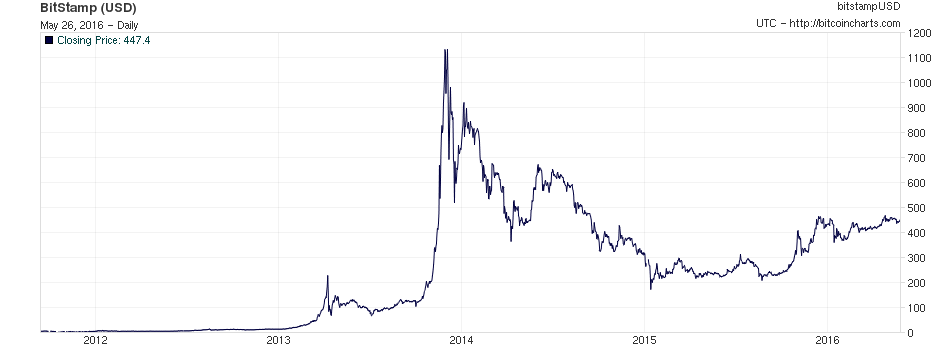 BitStamp (USD)
bitstampUSD
May 26, 2016 – Daily
UTC – http://bitcoincharts.com
Closing Price: 447.4
1200
1100
1000
900
800
700
600
500
400
300
200
100
0
2012 2013 2014 2015 2016